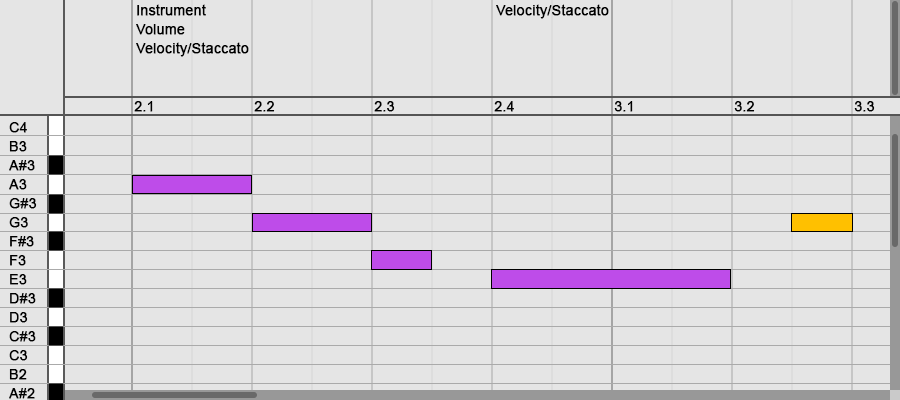 Instrument
Volume
Velocity/Staccato
Velocity/Staccato
2.1 2.2 2.3 2.4 3.1 3.2 3.3
C4
B3
A#3
A3
G#3
G3
F#3
F3
E3
D#3
D3
C#3
C3
B2
A#2